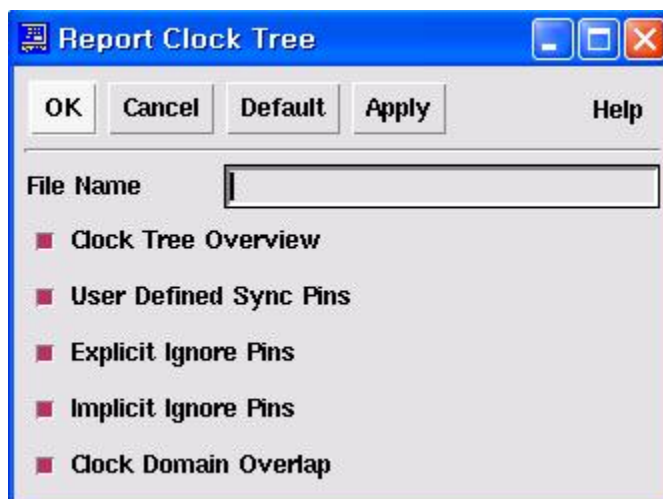 Report Clock Tree
OK Cancel Default Apply Help
File Name
Clock Tree Overview
User Defined Sync Pins
Explicit Ignore Pins
Implicit Ignore Pins
Clock Domain Overlap